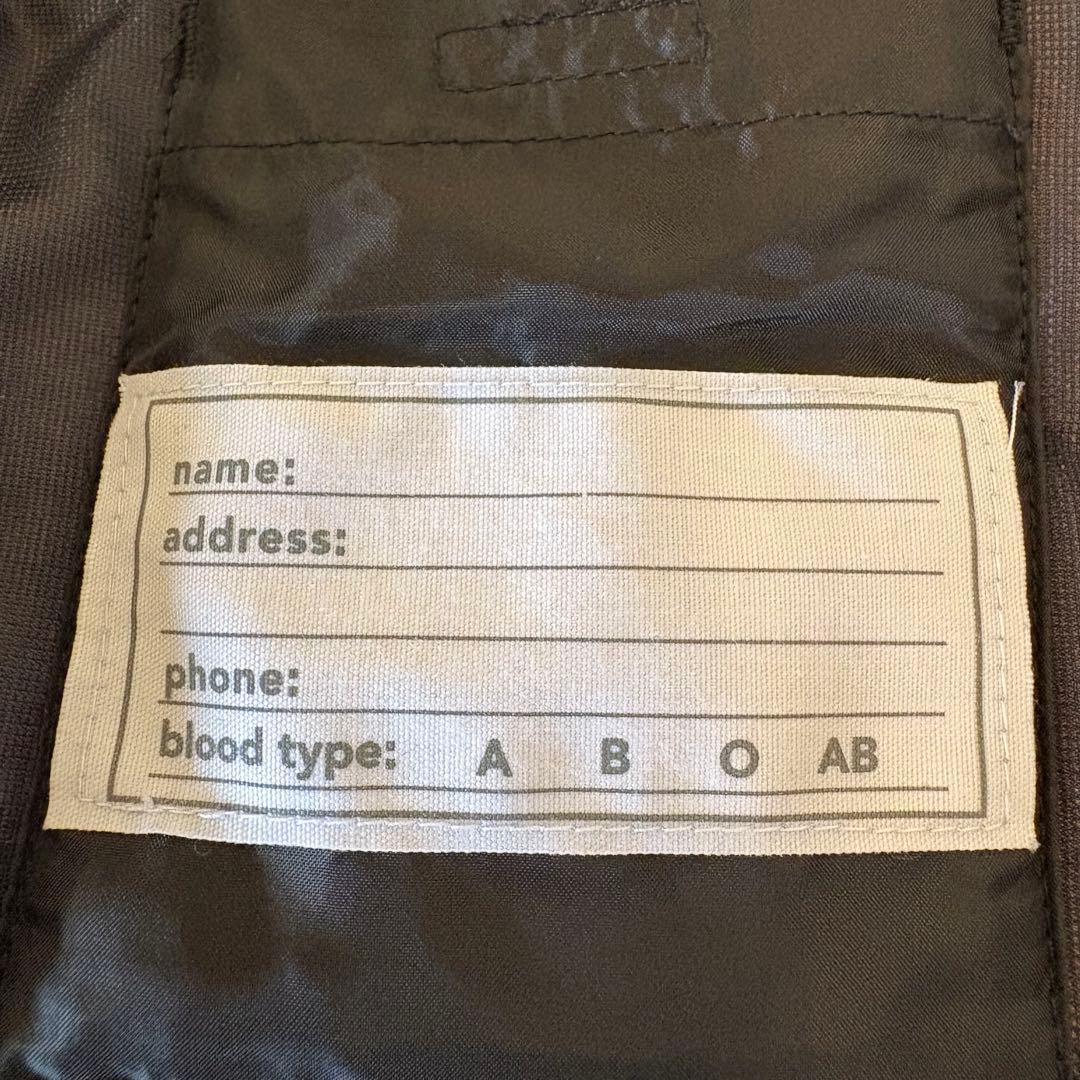 name:
address:
phone:
blood type: A B O AB